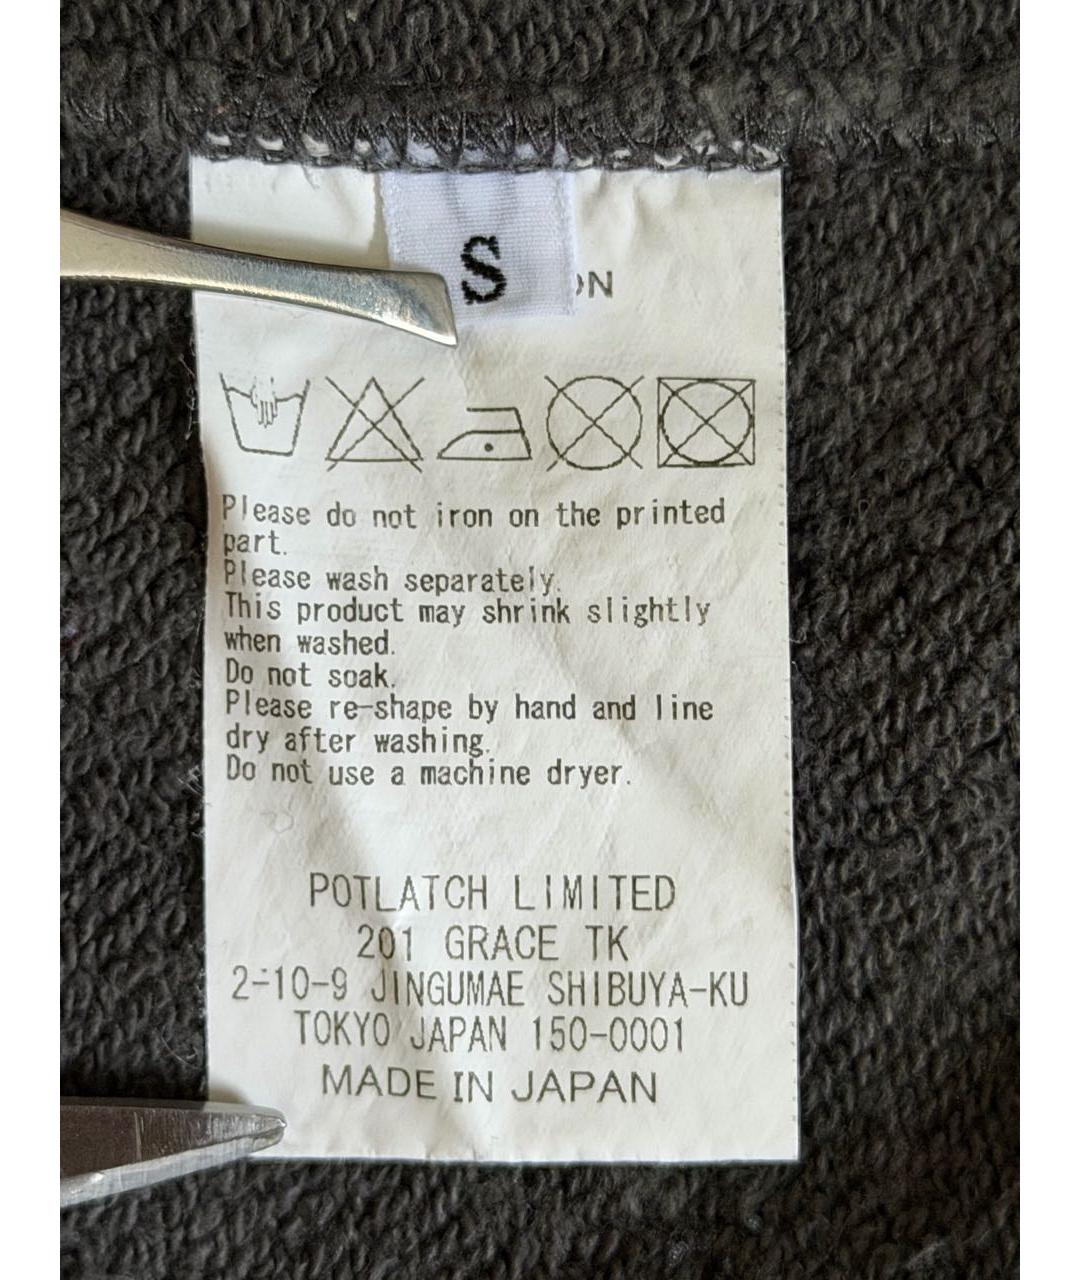 S
Please do not iron on the printed
part.
Please wash separately.
This product may shrink slightly
when washed.
Do not soak.
Please re-shape by hand and line
dry after washing.
Do not use a machine dryer.
POTLATCH LIMITED
201 GRACE TK
2-10-9 JINGUMAE SHIBUYA-KU
TOKYO JAPAN 150-0001
MADE IN JAPAN